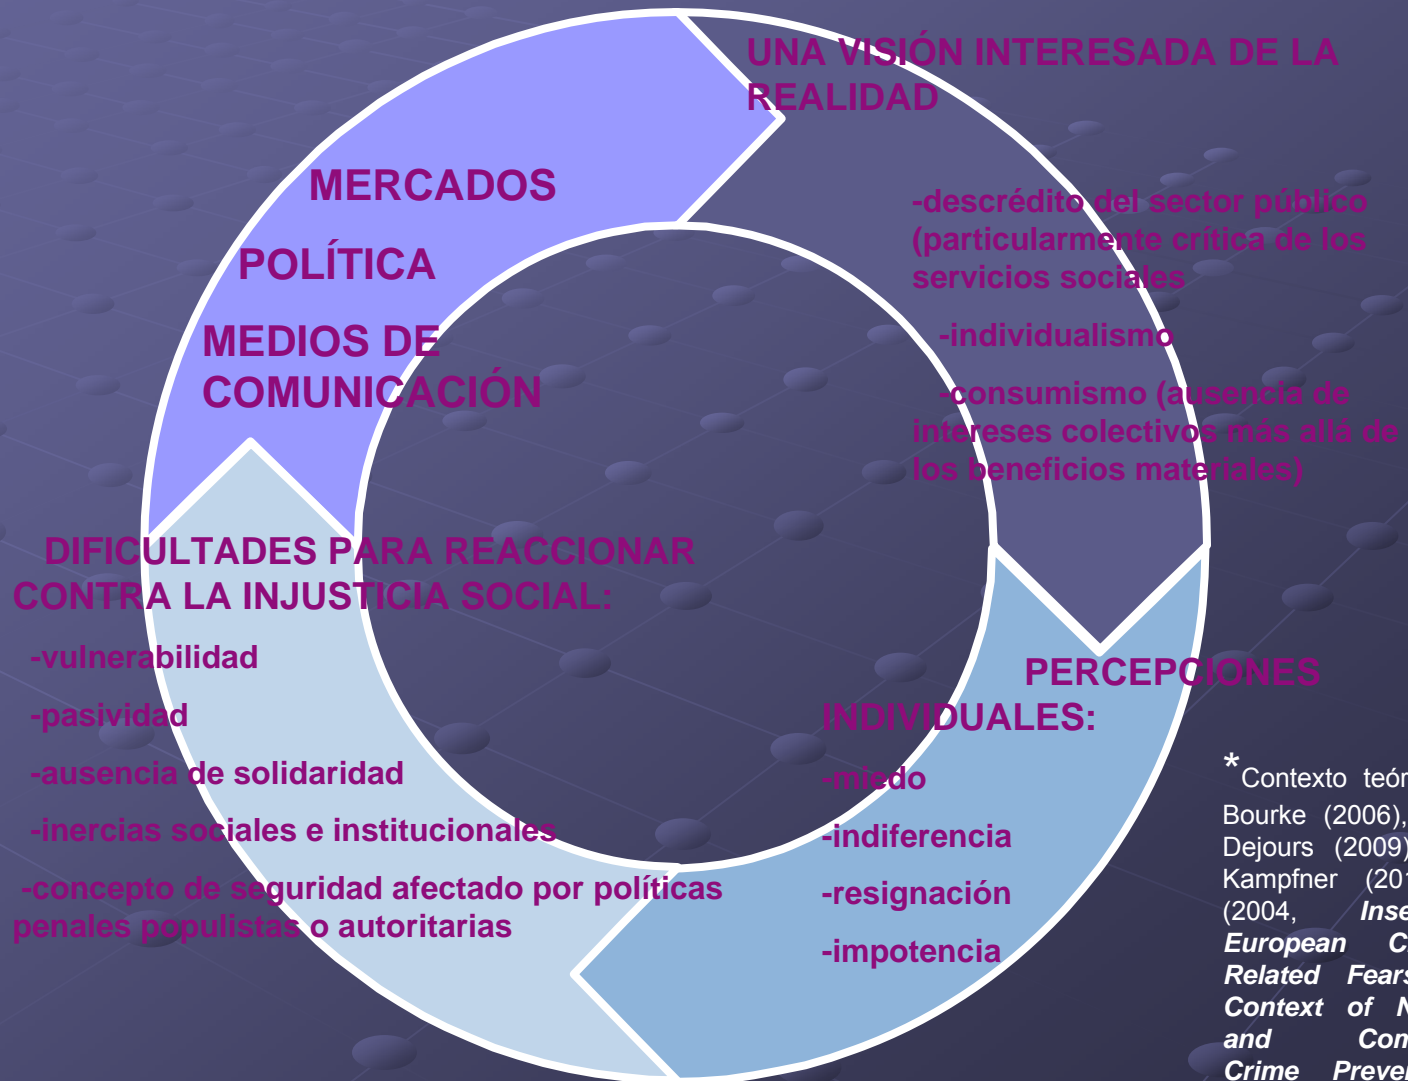 UNA VISIÓN INTERESADA DE LA
REALIDAD
-descrédito del sector público
(particularmente crítica de los
servicios sociales
-individualismo
-consumismo (ausencia de
intereses colectivos más allá de
los beneficios materiales)
MERCADOS
POLÍTICA
MEDIOS DE
COMUNICACIÓN
DIFICULTADES PARA REACCIONAR
CONTRA LA INJUSTICIA SOCIAL:
-vulnerabilidad
-pasividad
-ausencia de solidaridad
-inercias sociales e institucionales
-concepto de seguridad afectado por políticas
penales populistas o autoritarias
PERCEPCIONES
INDIVIDUALES:
-miedo
-indiferencia
-resignación
-impotencia
*Contexto
Bourke (2006),
Dejours (2009)
Kampfner
(2004,
European
Related Fears
Context of
and
Crime